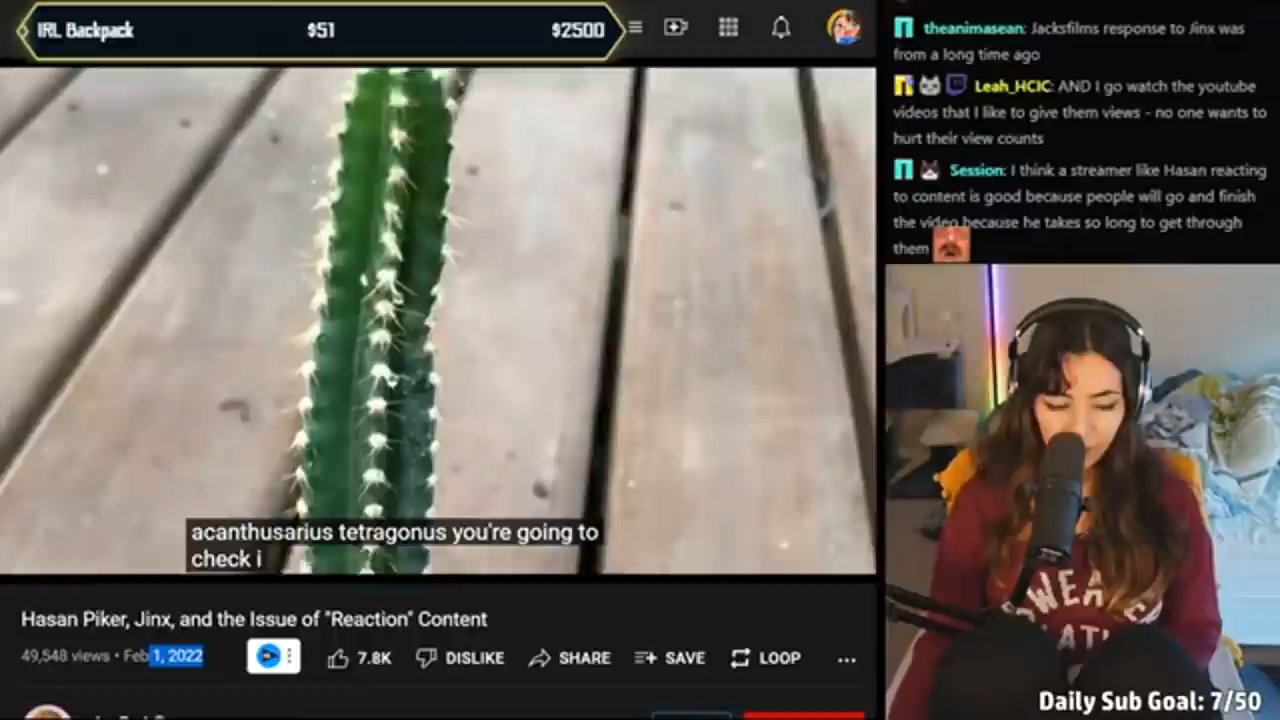 IRL Backpack $51 $2500
theanimasean: Jacksfilms response to Jinx was
from a long time ago
Leah_HCIC: AND I go watch the youtube
videos that I like to give them views - no one wants to
hurt their view counts
Session: I think a streamer like Hasan reacting
to content is good because people will go and finish
the video because he takes so long to get through
them
acanthusarius tetragonus you're going to
check i
Hasan Piker, Jinx, and the Issue of "Reaction" Content
49,548 views • Feb 1, 2022 7.8K DISLIKE SHARE SAVE LOOP
Daily Sub Goal: 7/50